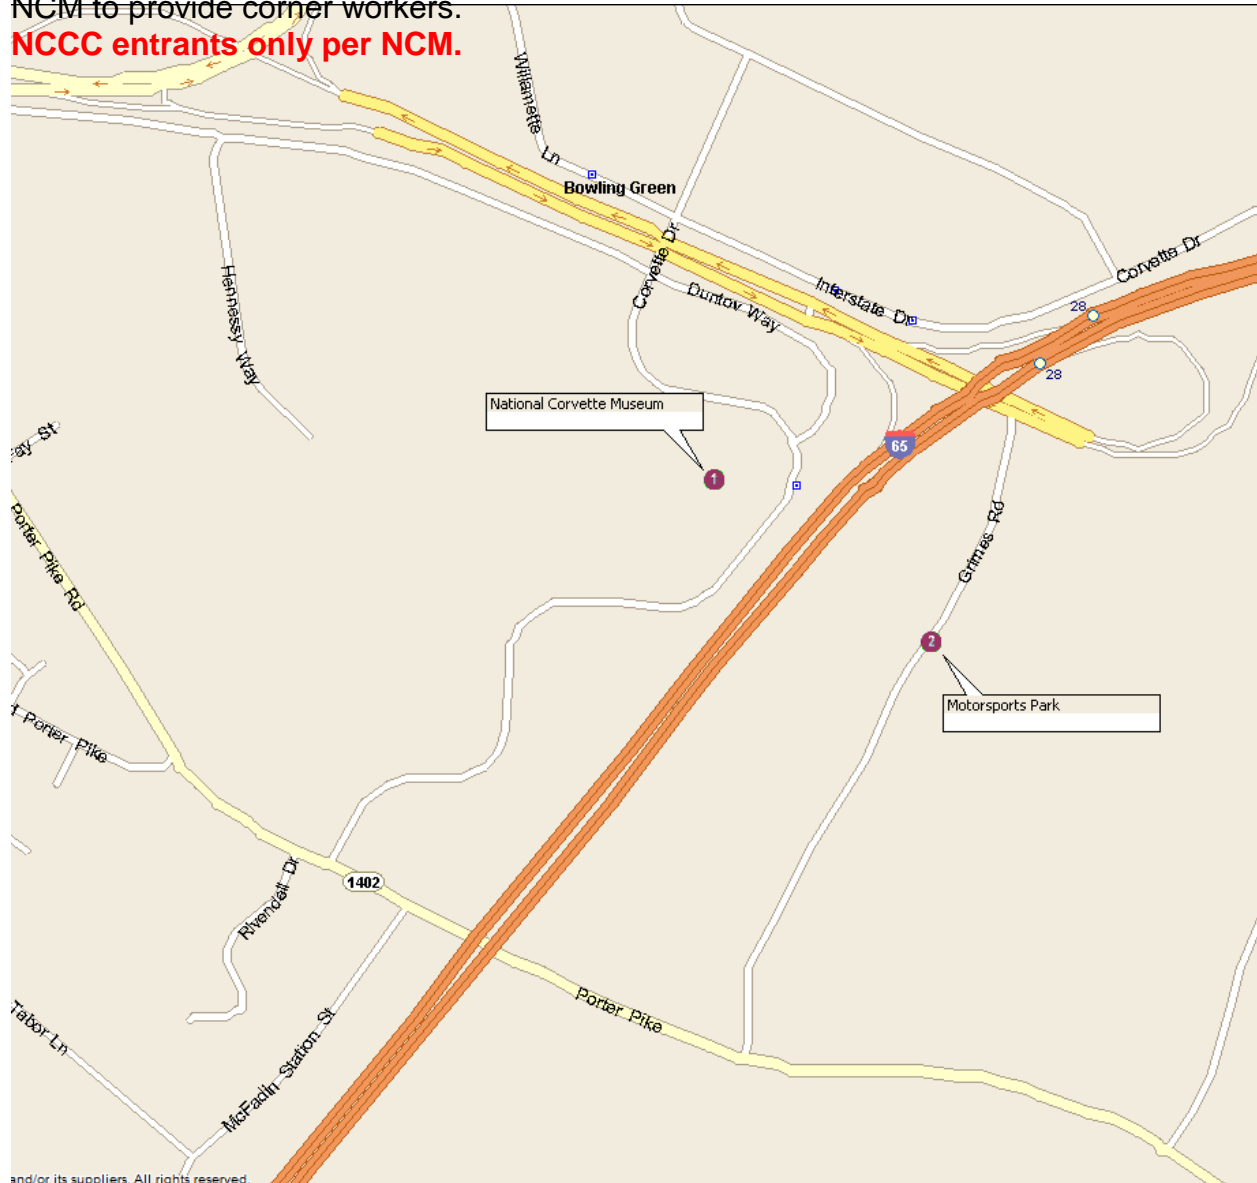 NCM to provide corner workers.
NCCC entrants only per NCM.
Willamette Ln
Bowling Green
Corvette Dr
Corvette Dr
Interstate Dr
Duntov Way
Hennessy Way
28
28
National Corvette Museum
65
1
ay St
Porter Pike Rd
Grimes Rd
2
Motorsports Park
Porter Pike
1402
Rivendell Dr
Porter Pike
Tabor Ln
McFadin Station St
and/or its suppliers. All rights reserved.